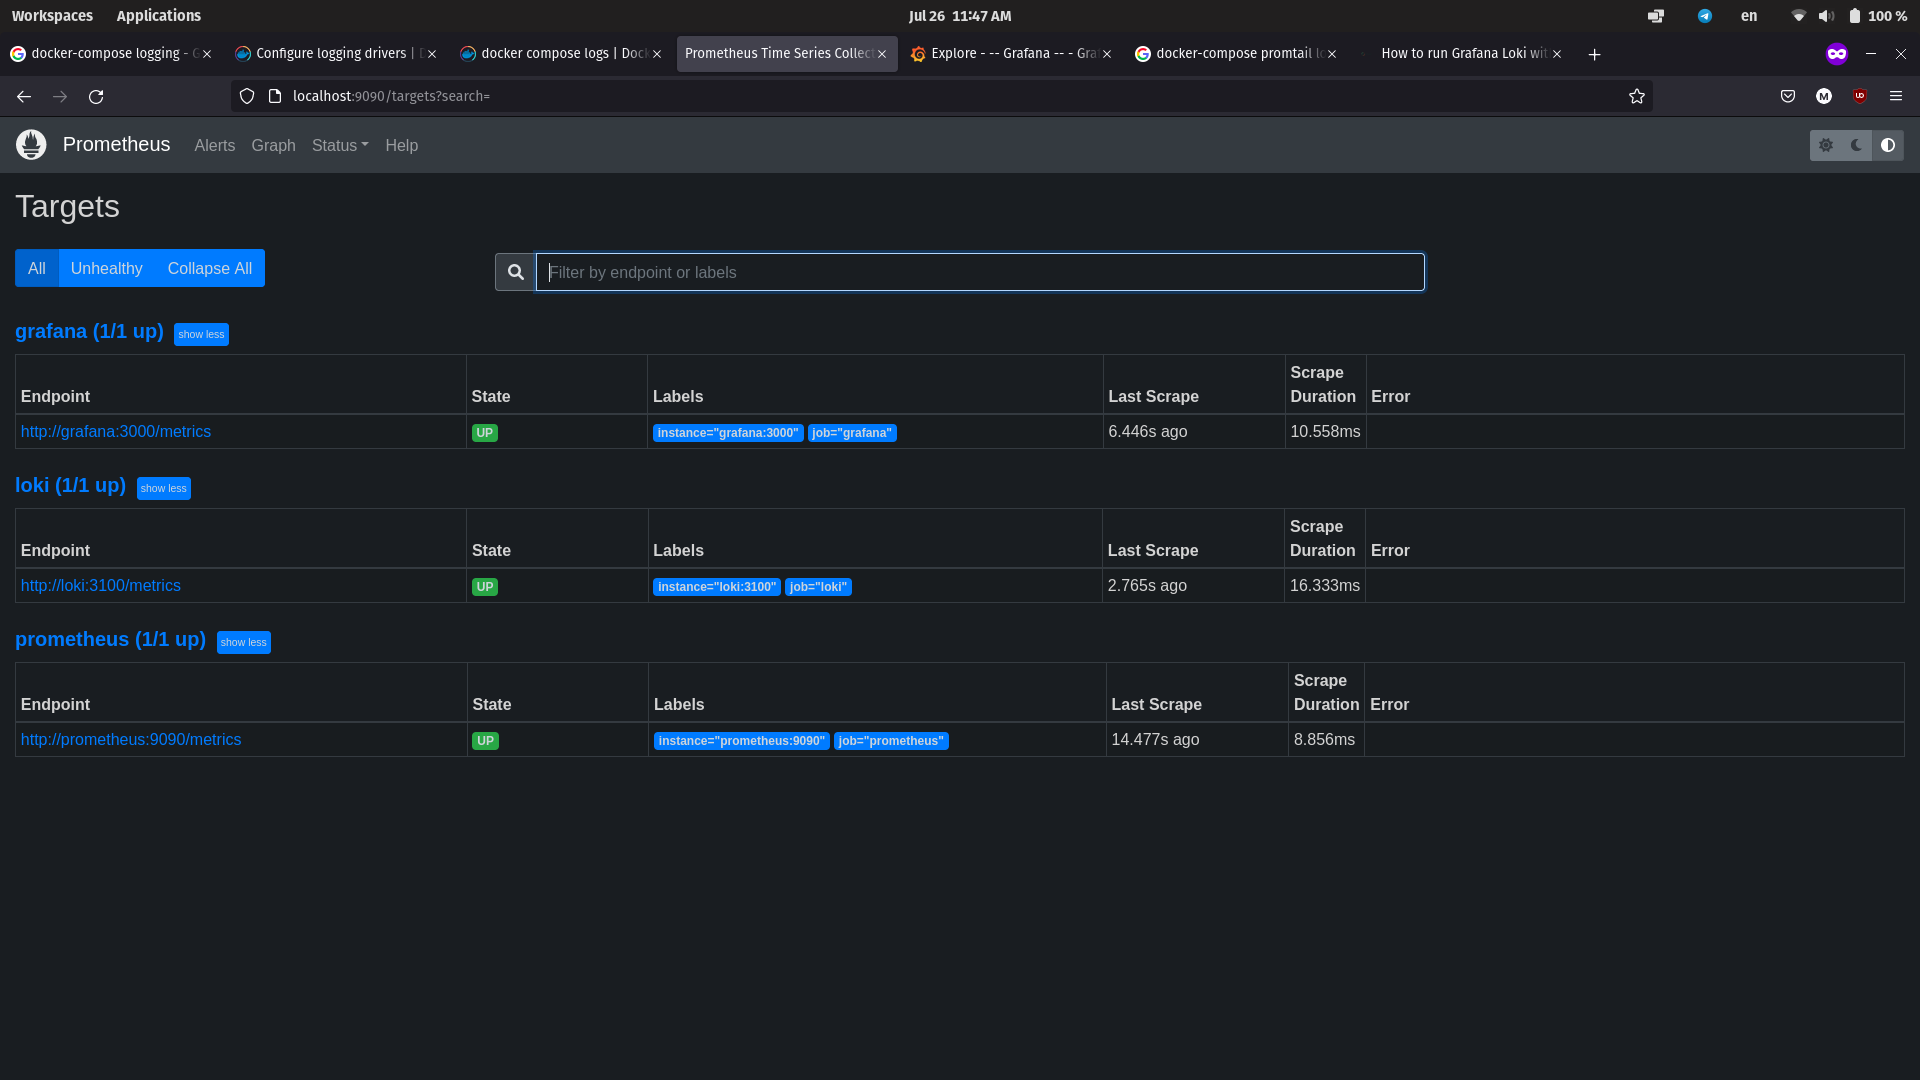 Workspaces Applications Jul 26 11:47 AM en 100 %
docker-compose logging - G Configure logging drivers | D docker compose logs | Dock Prometheus Time Series Collect Explore - -- Grafana -- - Gra docker-compose promtail lo How to run Grafana Loki wit
localhost:9090/targets?search=
Prometheus Alerts Graph Status Help
Targets
All Unhealthy Collapse All Filter by endpoint or labels
grafana (1/1 up) show less
Endpoint State Labels Last Scrape Scrape Duration Error
http://grafana:3000/metrics UP instance="grafana:3000" job="grafana" 6.446s ago 10.558ms
loki (1/1 up) show less
Endpoint State Labels Last Scrape Scrape Duration Error
http://loki:3100/metrics UP instance="loki:3100" job="loki" 2.765s ago 16.333ms
prometheus (1/1 up) show less
Endpoint State Labels Last Scrape Scrape Duration Error
http://prometheus:9090/metrics UP instance="prometheus:9090" job="prometheus" 14.477s ago 8.856ms